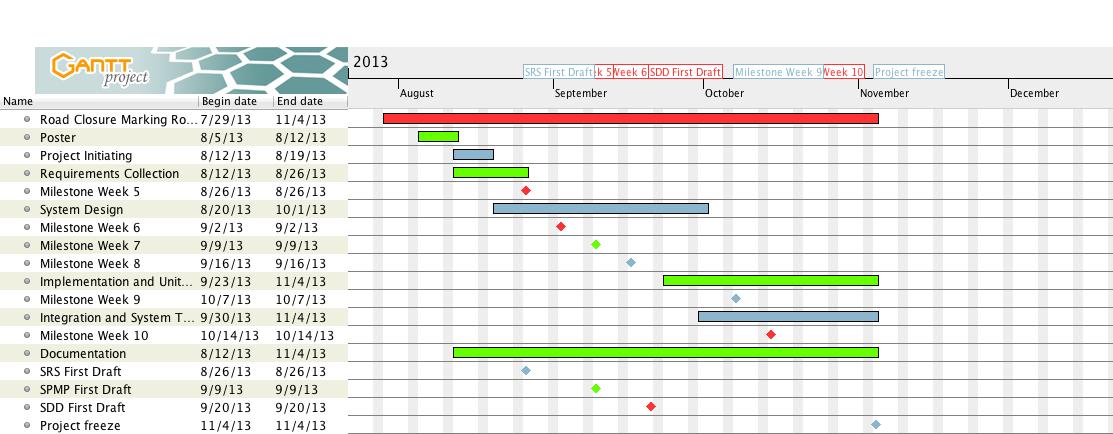 GANTT
project
2013
SRS First Draft k 5 Week 6 SDD First Draft Milestone Week 9 Week 10 Project freeze
August September October November December
Name Begin date End date
Road Closure Marking Ro... 7/29/13 11/4/13
Poster 8/5/13 8/12/13
Project Initiating 8/12/13 8/19/13
Requirements Collection 8/12/13 8/26/13
Milestone Week 5 8/26/13 8/26/13
System Design 8/20/13 10/1/13
Milestone Week 6 9/2/13 9/2/13
Milestone Week 7 9/9/13 9/9/13
Milestone Week 8 9/16/13 9/16/13
Implementation and Unit... 9/23/13 11/4/13
Milestone Week 9 10/7/13 10/7/13
Integration and System T... 9/30/13 11/4/13
Milestone Week 10 10/14/13 10/14/13
Documentation 8/12/13 11/4/13
SRS First Draft 8/26/13 8/26/13
SPMP First Draft 9/9/13 9/9/13
SDD First Draft 9/20/13 9/20/13
Project freeze 11/4/13 11/4/13